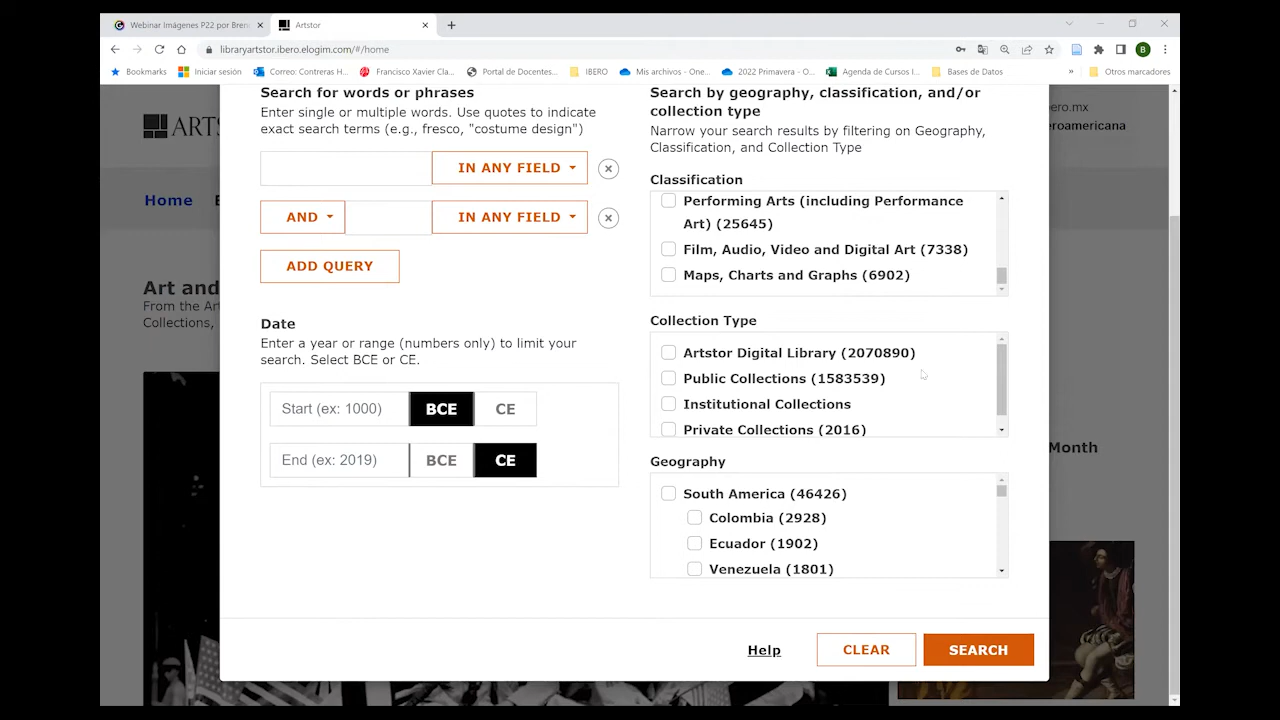 Webinar Imágenes P22 por Bren
Artstor
libraryartstor.ibero.elogim.com/#/home
B
Bookmarks
Iniciar sesión
Correo: Contreras H...
Francisco Xavier Cla...
Portal de Docentes...
IBERO
Mis archivos - One...
2022 Primavera - O...
Agenda de Cursos I...
Bases de Datos
»
Otros marcadores
ARTS
Home
Art and
From the Art
Collections,
ibero.mx
eroamericana
Month
Search for words or phrases
Enter single or multiple words. Use quotes to indicate
exact search terms (e.g., fresco, "costume design")
IN ANY FIELD
AND
IN ANY FIELD
ADD QUERY
Date
Enter a year or range (numbers only) to limit your
search. Select BCE or CE.
Start (ex: 1000)
BCE
CE
End (ex: 2019)
BCE
CE
Search by geography, classification, and/or
collection type
Narrow your search results by filtering on Geography,
Classification, and Collection Type
Classification
Performing Arts (including Performance
Art) (25645)
Film, Audio, Video and Digital Art (7338)
Maps, Charts and Graphs (6902)
Collection Type
Artstor Digital Library (2070890)
Public Collections (1583539)
Institutional Collections
Private Collections (2016)
Geography
South America (46426)
Colombia (2928)
Ecuador (1902)
Venezuela (1801)
Help
CLEAR
SEARCH